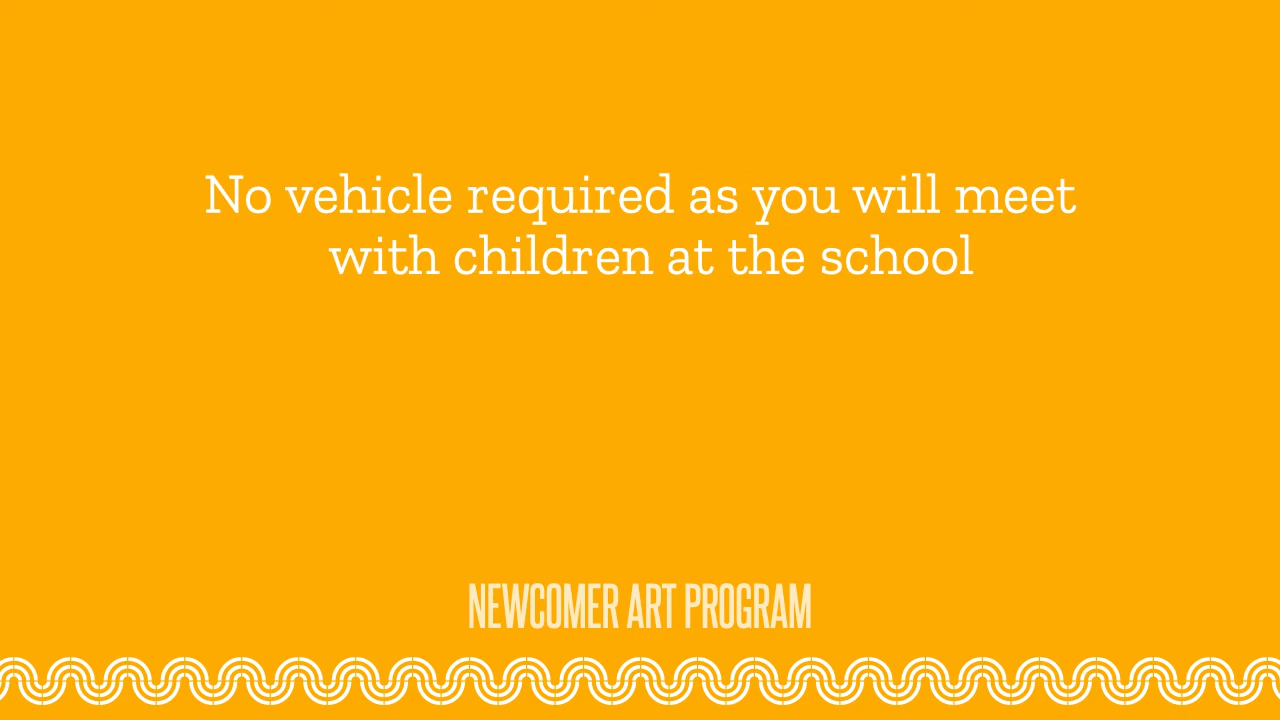 No vehicle required as you will meet
with children at the school
NEWCOMER ART PROGRAM